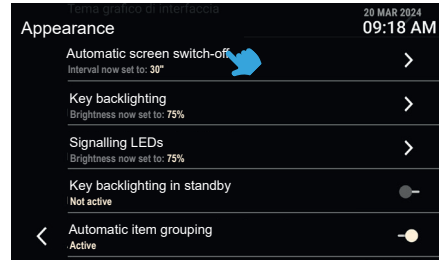 Tema grafico di interfaccia
20 MAR 2024
Appearance
09:18 AM
Automatic screen switch-off
Interval now set to: 30"
Key backlighting
Brightness now set to: 75%
Signalling LEDs
Brightness now set to: 75%
Key backlighting in standby
Not active
Automatic item grouping
Active